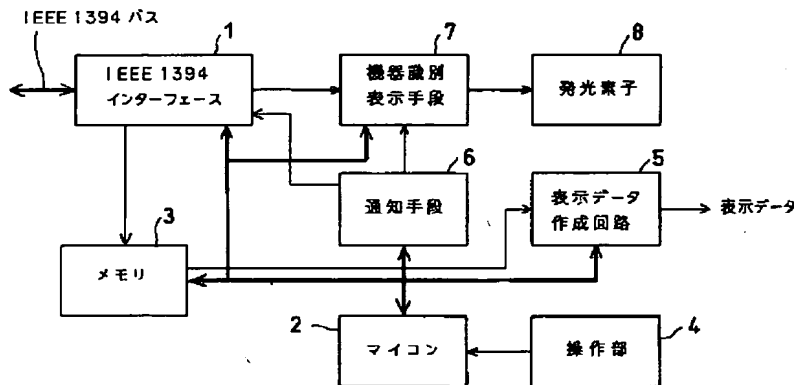 IEEE 1394 バス
1
IEEE 1394
インターフェース
7
機器識別
表示手段
8
発光素子
6
通知手段
5
表示データ
作成回路
表示データ
3
メモリ
2
マイコン
4
操作部